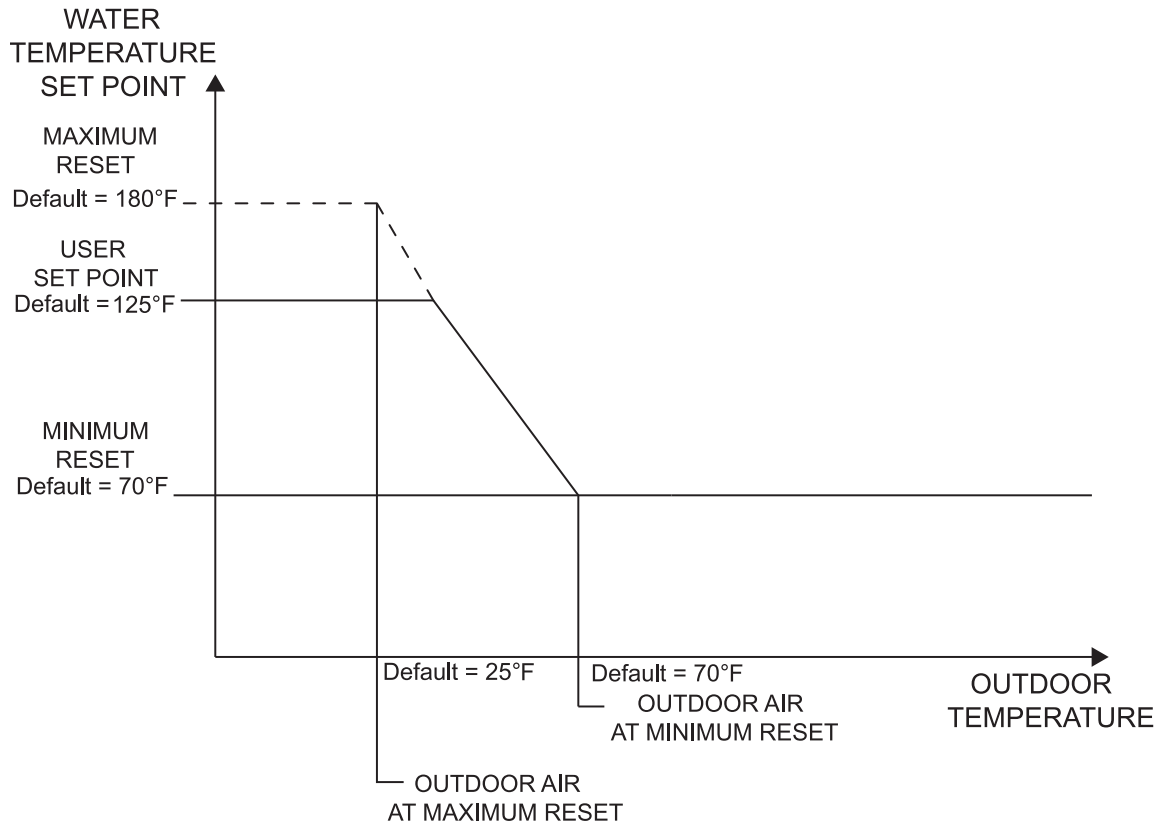 WATER
TEMPERATURE
SET POINT
MAXIMUM
RESET
Default = 180°F
USER
SET POINT
Default =125°F
MINIMUM
RESET
Default = 70°F
Default = 25°F
Default = 70°F
OUTDOOR
TEMPERATURE
OUTDOOR AIR
AT MINIMUM RESET
OUTDOOR AIR
AT MAXIMUM RESET